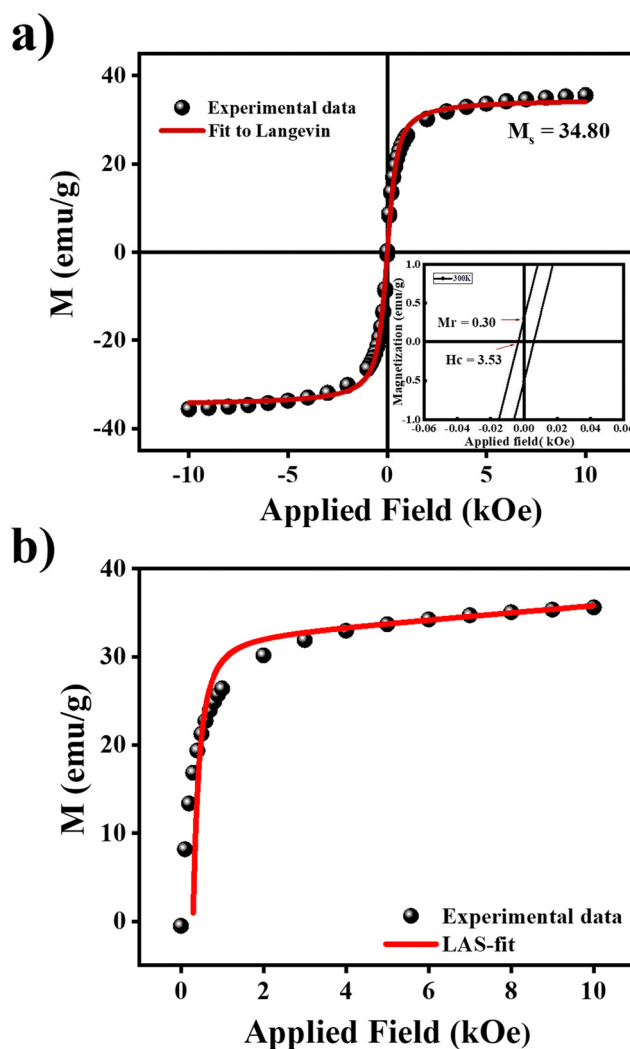 a)
40
20
0
-20
-40
M (emu/g)
Experimental data
Fit to Langevin
Ms = 34.80
1.0
0.5
0.0
-0.5
-1.0
Magnetization (emu/g)
300K
Mr = 0.30
Hc = 3.53
-0.06 -0.04 -0.02 0.00 0.02 0.04 0.06
Applied field( kOe)
-10 -5 0 5 10
Applied Field (kOe)
b)
40
30
20
10
0
M (emu/g)
Experimental data
LAS-fit
0 2 4 6 8 10
Applied Field (kOe)